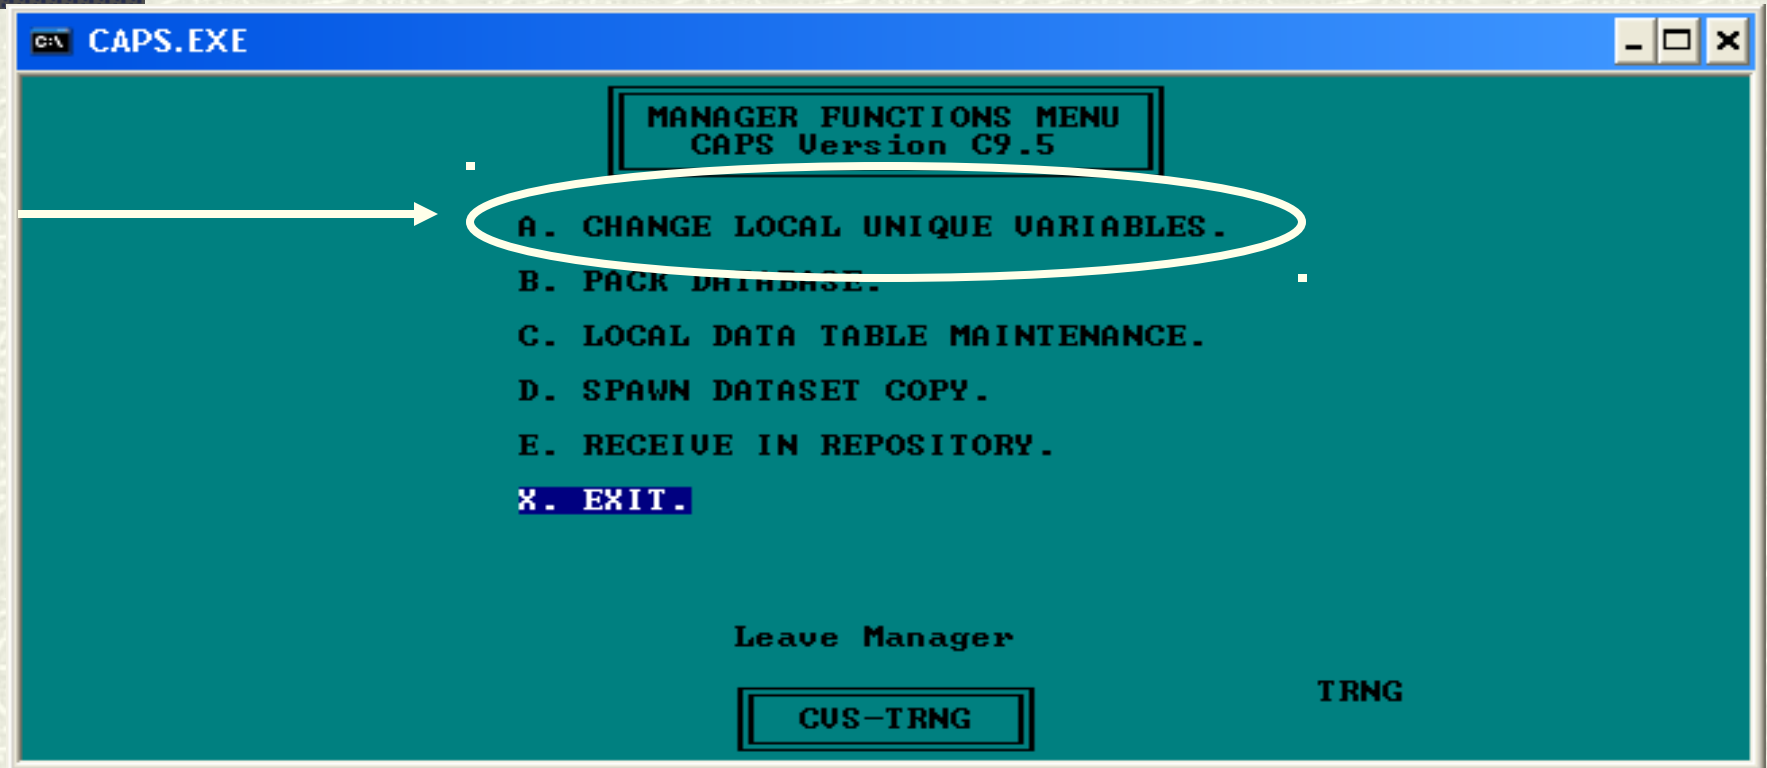 C:\ CAPS.EXE
MANAGER FUNCTIONS MENU
CAPS Version C9.5
A. CHANGE LOCAL UNIQUE VARIABLES.
B. PACK DATABASE.
C. LOCAL DATA TABLE MAINTENANCE.
D. SPAWN DATASET COPY.
E. RECEIVE IN REPOSITORY.
X. EXIT.
Leave Manager
TRNG
CVS-TRNG